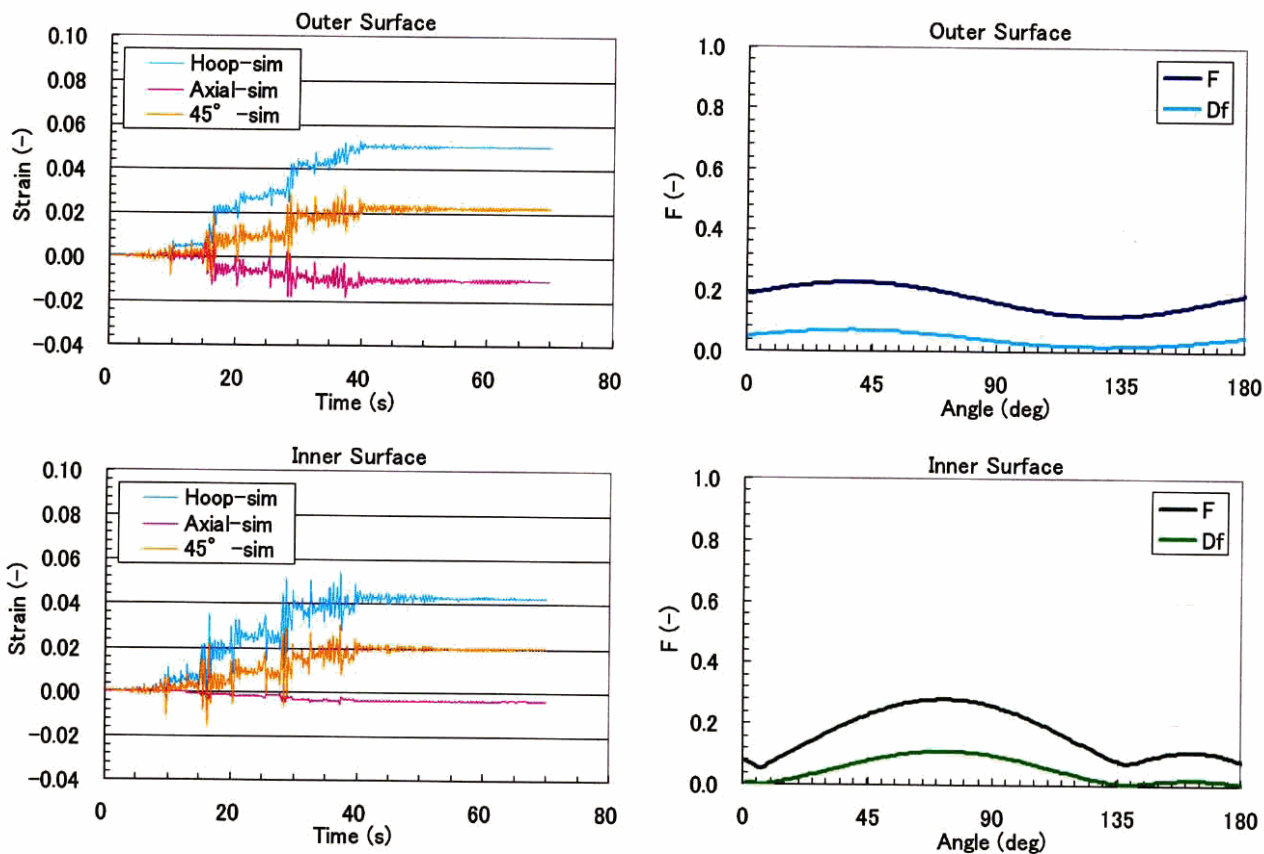 Outer Surface
0.10
0.08
0.06
0.04
0.02
0.00
-0.02
-0.04
Strain (-)
Hoop-sim
Axial-sim
45° -sim
0 20 40 60 80
Time (s)
Outer Surface
1.0
0.8
0.6
0.4
0.2
0.0
F (-)
F
Df
0 45 90 135 180
Angle (deg)
Inner Surface
0.10
0.08
0.06
0.04
0.02
0.00
-0.02
-0.04
Strain (-)
Hoop-sim
Axial-sim
45° -sim
0 20 40 60 80
Time (s)
Inner Surface
1.0
0.8
0.6
0.4
0.2
0.0
F (-)
F
Df
0 45 90 135 180
Angle (deg)